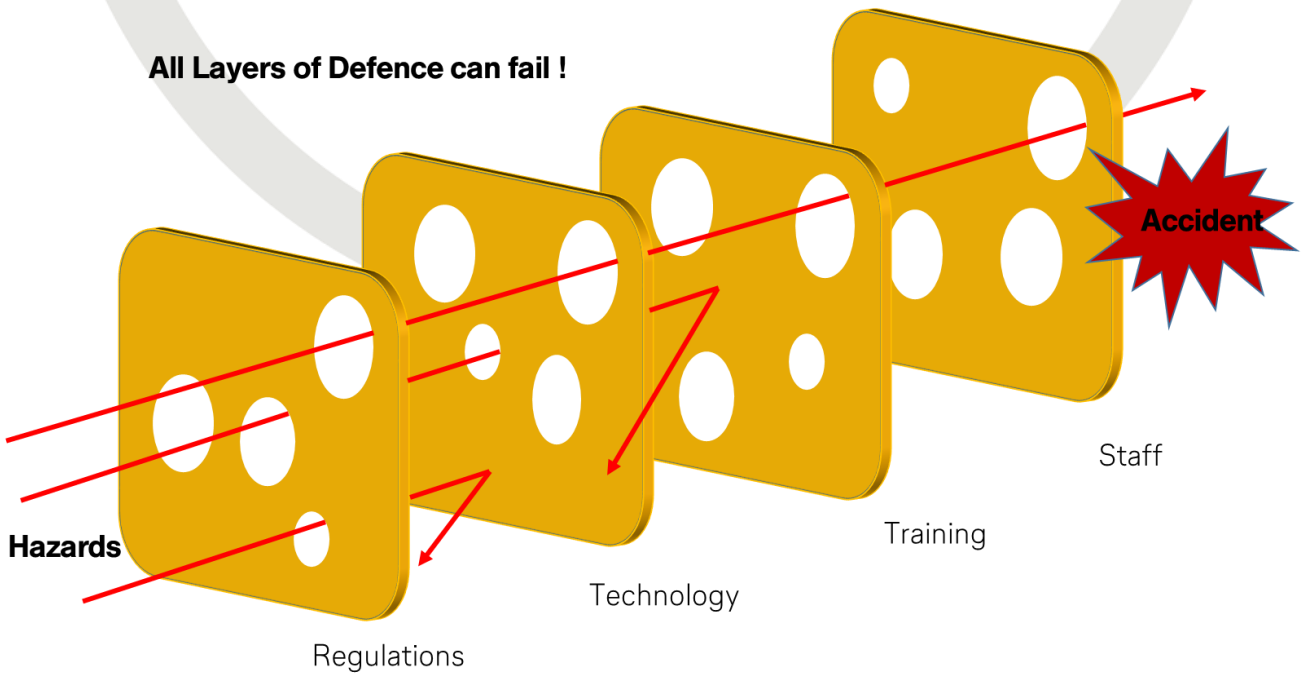 All Layers of Defence can fail !
Accident
Hazards
Staff
Training
Technology
Regulations